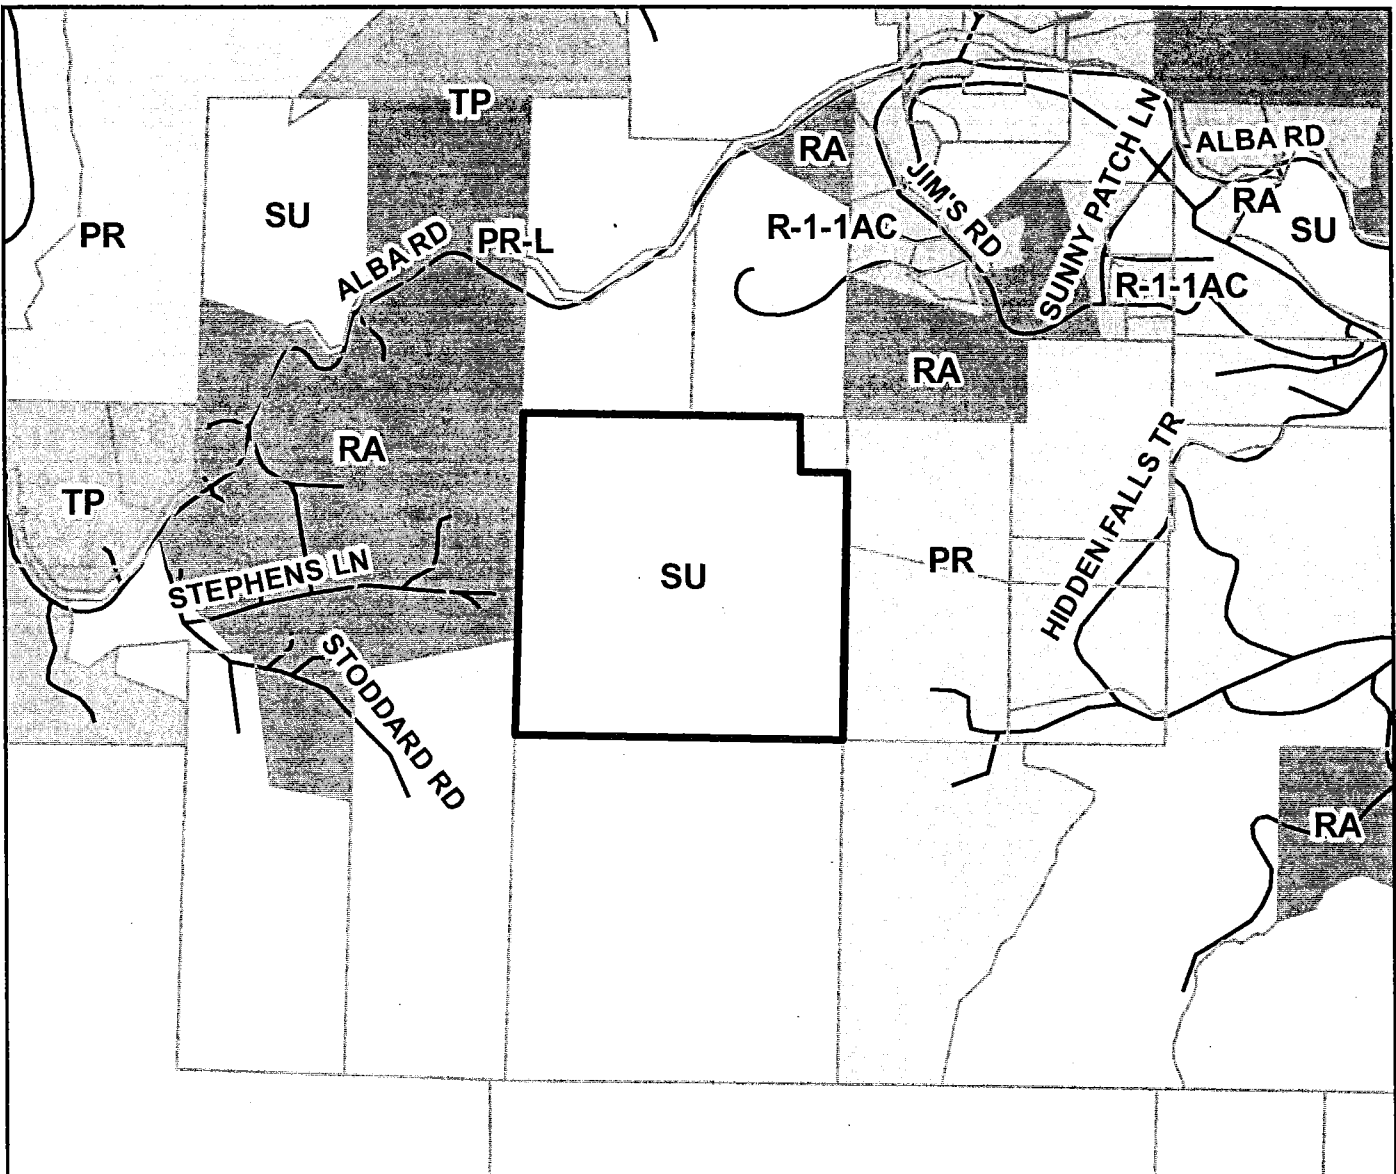 TP
ALBA RD
RA
PR
SU
JIM'S RD
SUNNY PATCH LN
RA
SU
R-1-1AC
ALBA RD
PR-L
R-1-1AC
RA
RA
TP
HIDDEN FALLS TR
SU
PR
STEPHENS LN
STODDARD RD
RA